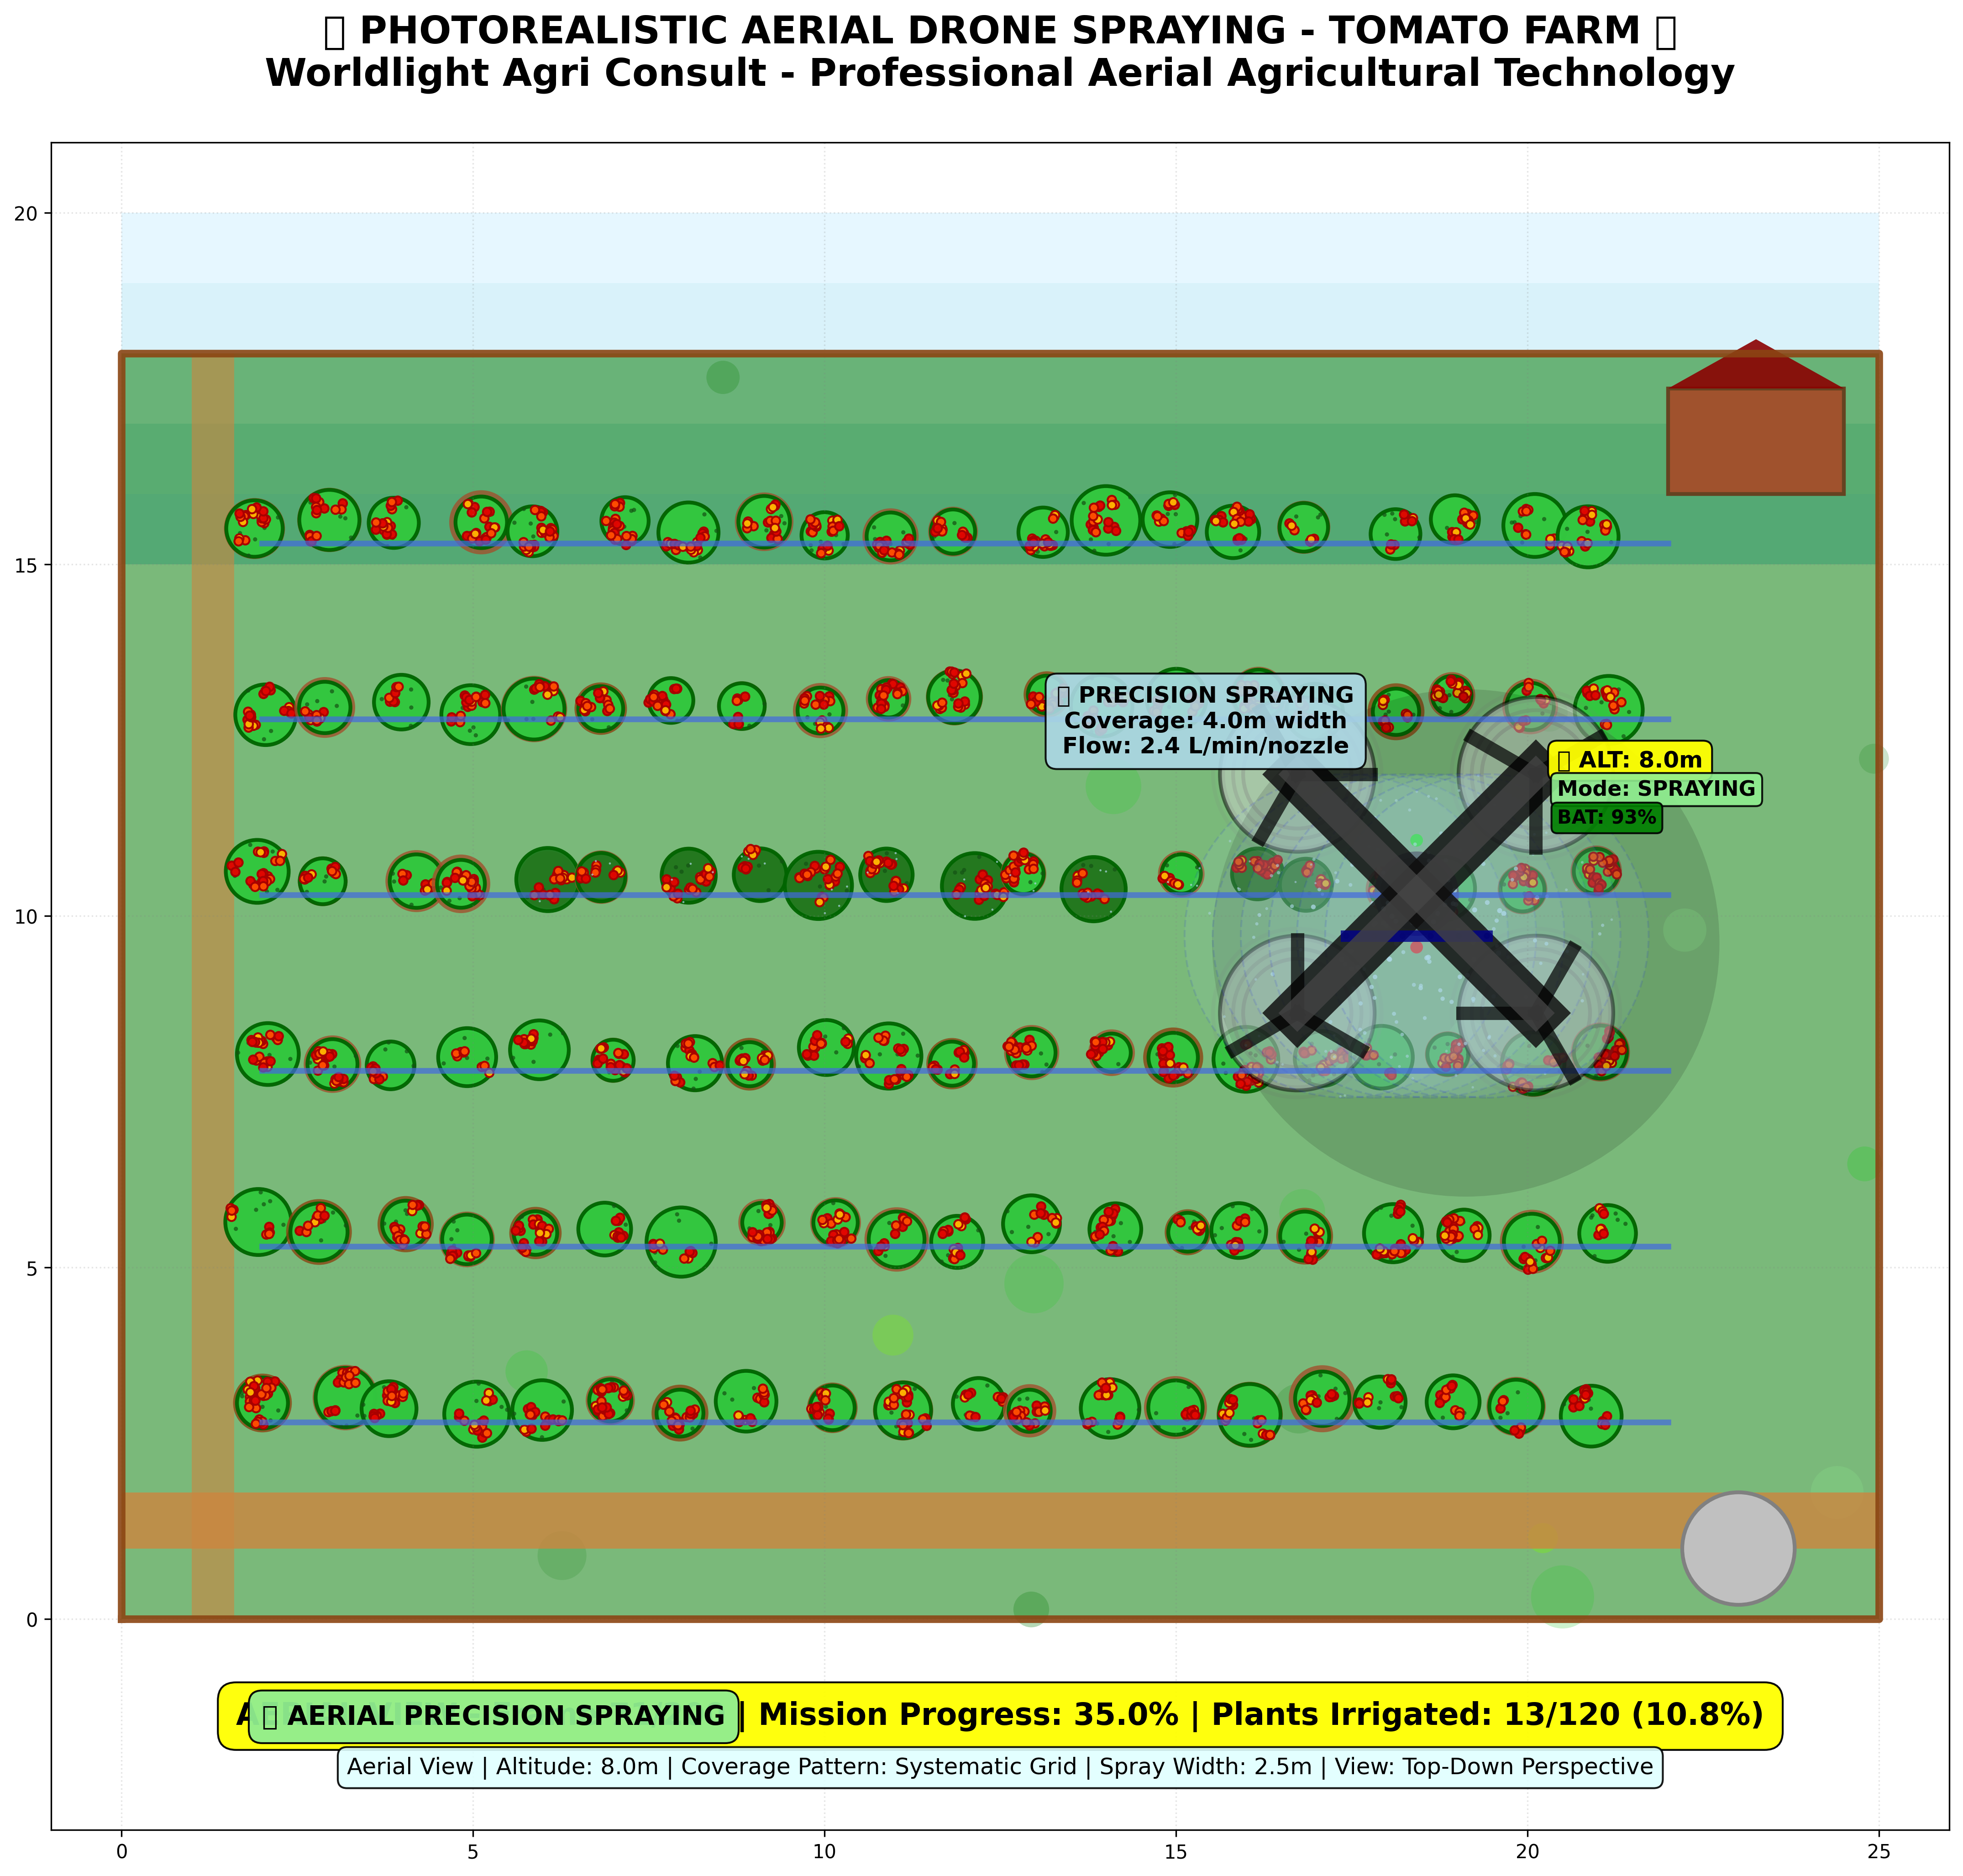 PHOTOREALISTIC AERIAL DRONE SPRAYING - TOMATO FARM
Worldlight Agri Consult - Professional Aerial Agricultural Technology
20
15
10
5
0
PRECISION SPRAYING
Coverage: 4.0m width
Flow: 2.4 L/min/nozzle
ALT: 8.0m
Mode: SPRAYING
BAT: 93%
AERIAL PRECISION SPRAYING | Mission Progress: 35.0% | Plants Irrigated: 13/120 (10.8%)
Aerial View | Altitude: 8.0m | Coverage Pattern: Systematic Grid | Spray Width: 2.5m | View: Top-Down Perspective
0 5 10 15 20 25